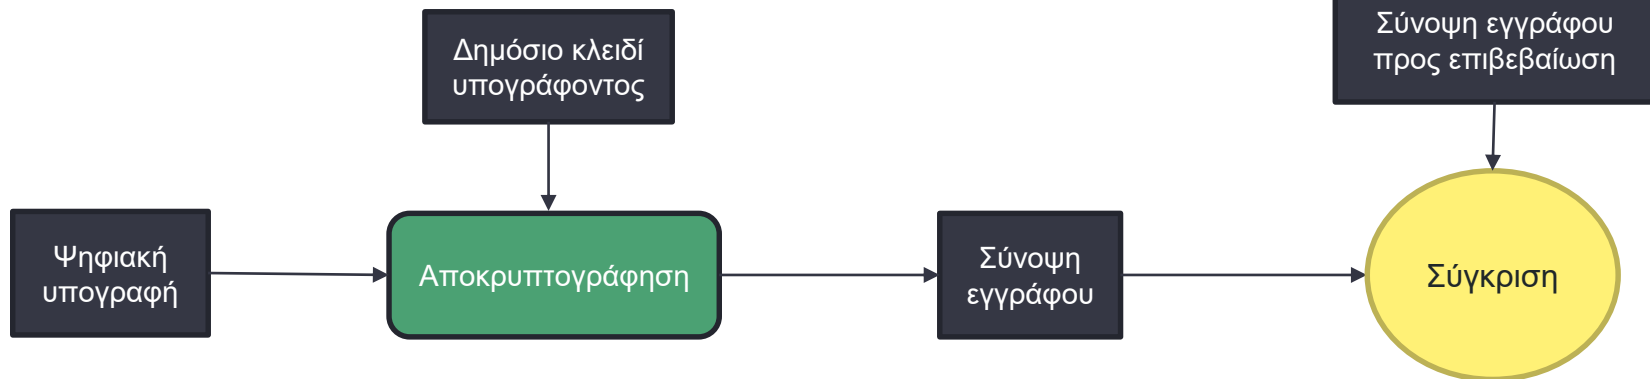 Δημόσιο κλειδί
υπογράφοντος
Σύνοψη εγγράφου
προς επιβεβαίωση
Ψηφιακή
υπογραφή
Αποκρυπτογράφηση
Σύνοψη
εγγράφου
Σύγκριση